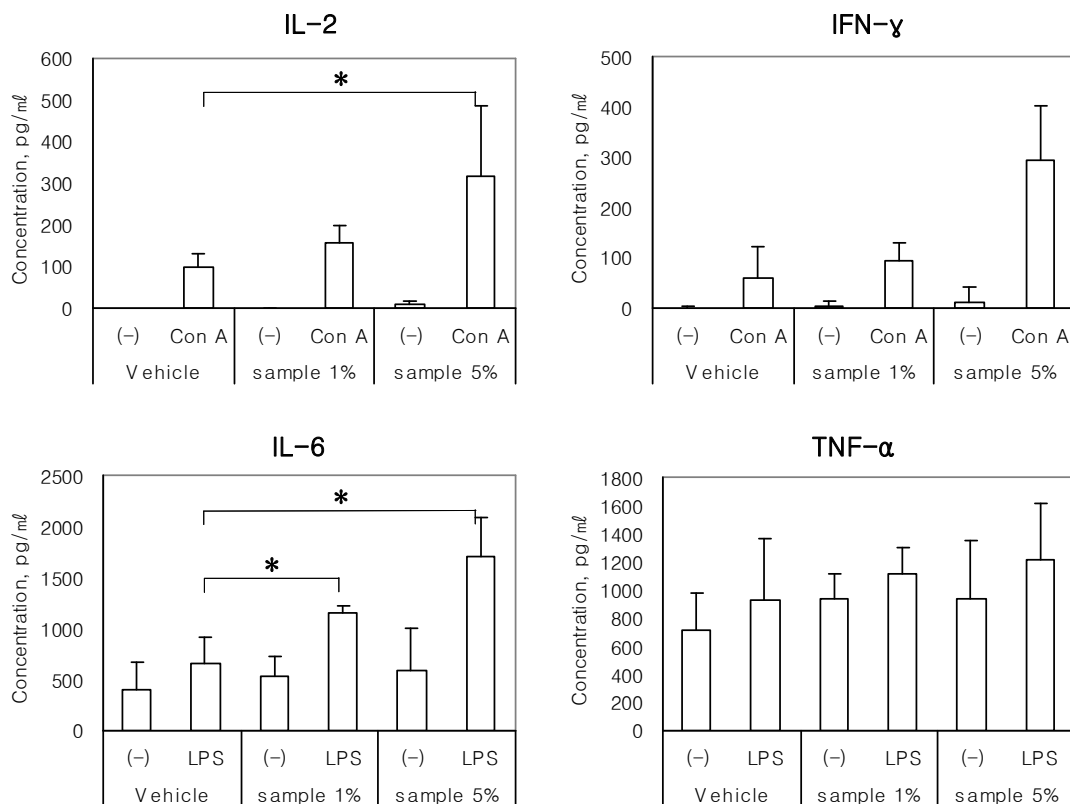 IL-2
Concentration, pg/㎖
600
500
400
300
200
100
0
*
(-) Con A (-) Con A (-) Con A
Vehicle sample 1% sample 5%
IFN-ɣ
Concentration, pg/㎖
500
400
300
200
100
0
(-) Con A (-) Con A (-) Con A
Vehicle sample 1% sample 5%
IL-6
Concentration, pg/㎖
2500
2000
1500
1000
500
0
*
*
(-) LPS (-) LPS (-) LPS
Vehicle sample 1% sample 5%
TNF-α
Concentration, pg/㎖
1800
1600
1400
1200
1000
800
600
400
200
0
(-) LPS (-) LPS (-) LPS
Vehicle sample 1% sample 5%